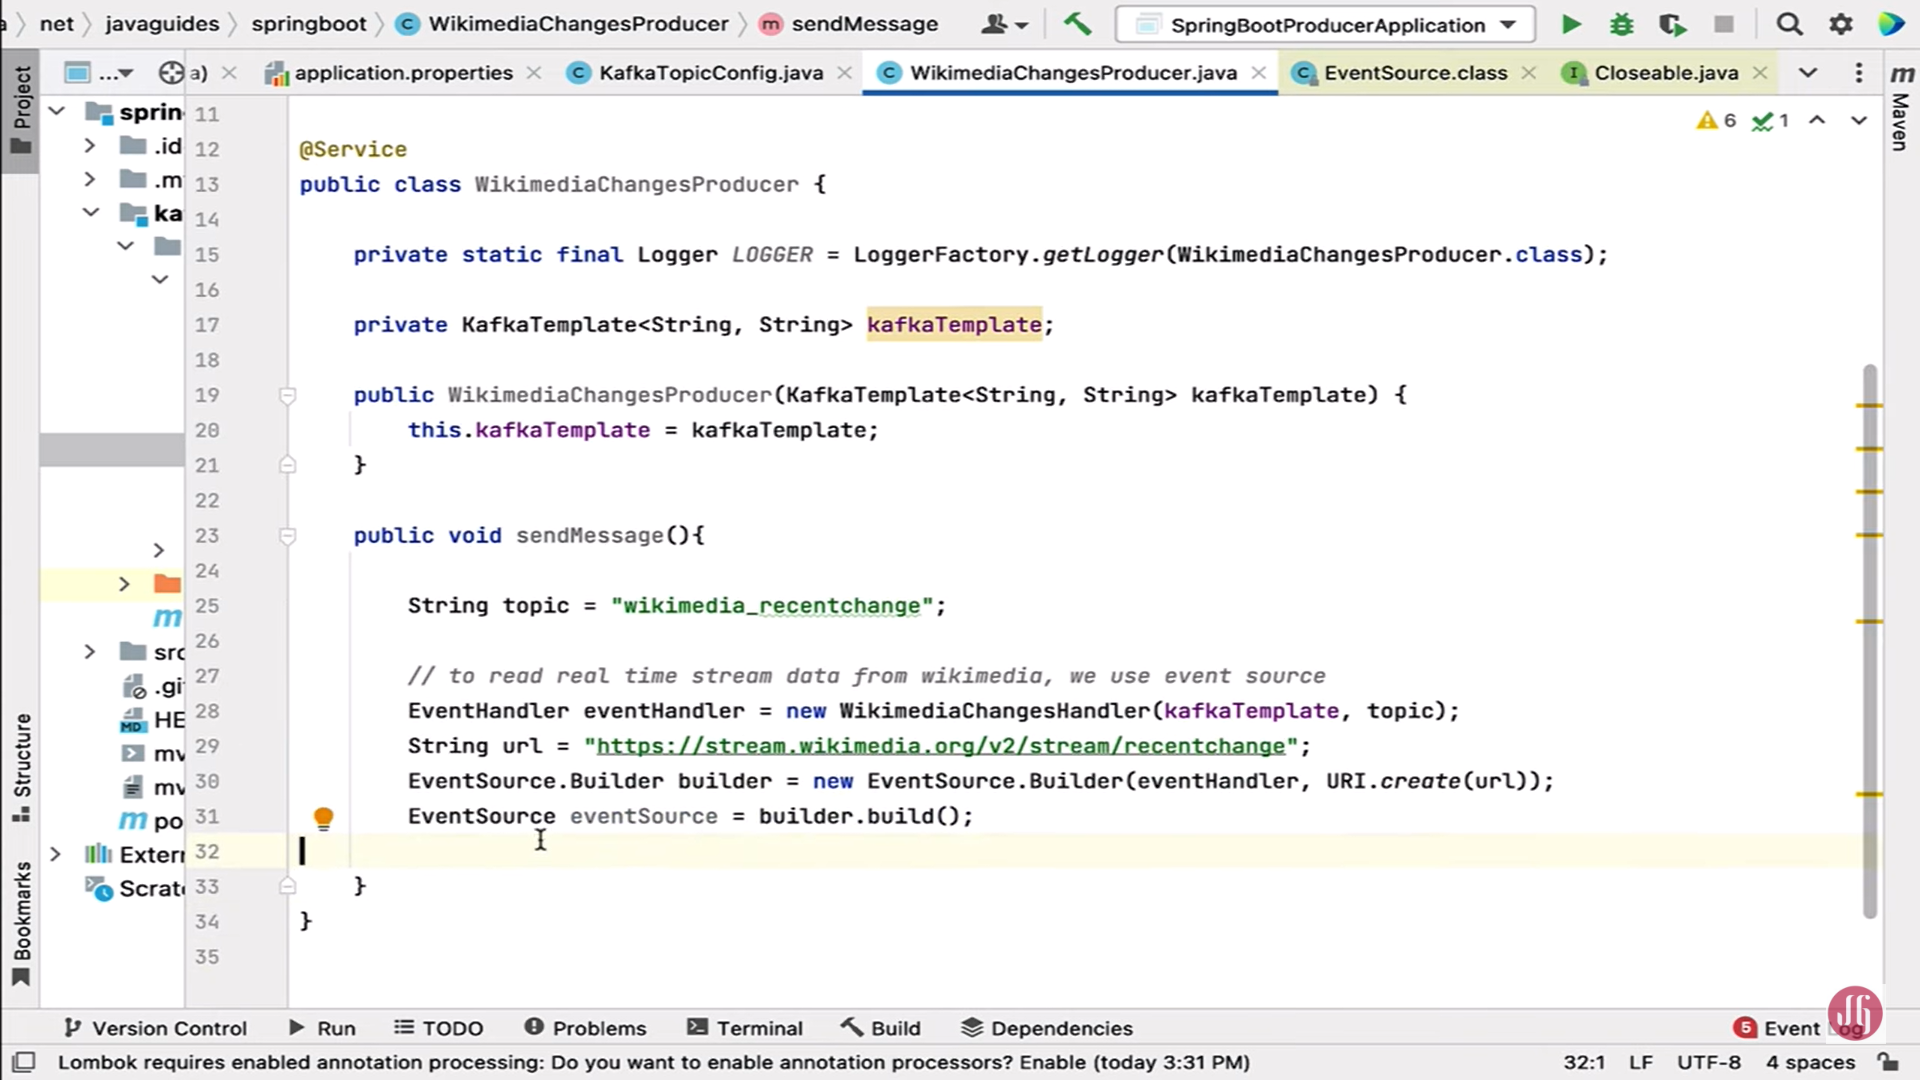 net javaguides springboot WikimediaChangesProducer sendMessage SpringBootProducerApplication
Project ... a) application.properties KafkaTopicConfig.java WikimediaChangesProducer.java EventSource.class Closeable.java m
Maven
6 1
sprin
.id
.m
ka
m
src
.gi
HE
mv
mv
po
Extern
Scratc
Structure
Bookmarks
11
12 @Service
13 public class WikimediaChangesProducer {
14
15 private static final Logger LOGGER = LoggerFactory.getLogger(WikimediaChangesProducer.class);
16
17 private KafkaTemplate<String, String> kafkaTemplate;
18
19 public WikimediaChangesProducer(KafkaTemplate<String, String> kafkaTemplate) {
20 this.kafkaTemplate = kafkaTemplate;
21 }
22
23 public void sendMessage(){
24
25 String topic = "wikimedia_recentchange";
26
27 // to read real time stream data from wikimedia, we use event source
28 EventHandler eventHandler = new WikimediaChangesHandler(kafkaTemplate, topic);
29 String url = "https://stream.wikimedia.org/v2/stream/recentchange";
30 EventSource.Builder builder = new EventSource.Builder(eventHandler, URI.create(url));
31 EventSource eventSource = builder.build();
32
33 }
34 }
35
Version Control Run TODO Problems Terminal Build Dependencies 5 Event Log
Lombok requires enabled annotation processing: Do you want to enable annotation processors? Enable (today 3:31 PM) 32:1 LF UTF-8 4 spaces